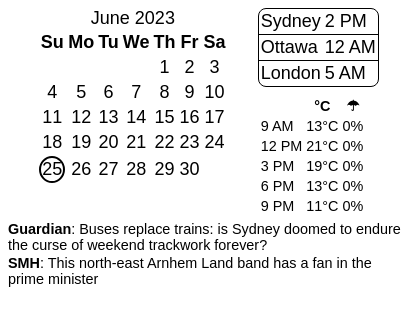 June 2023
Su Mo Tu We Th Fr Sa
1 2 3
4 5 6 7 8 9 10
11 12 13 14 15 16 17
18 19 20 21 22 23 24
25 26 27 28 29 30
Sydney 2 PM
Ottawa 12 AM
London 5 AM
°C ☂
9 AM 13°C 0%
12 PM 21°C 0%
3 PM 19°C 0%
6 PM 13°C 0%
9 PM 11°C 0%
Guardian: Buses replace trains: is Sydney doomed to endure
the curse of weekend trackwork forever?
SMH: This north-east Arnhem Land band has a fan in the
prime minister